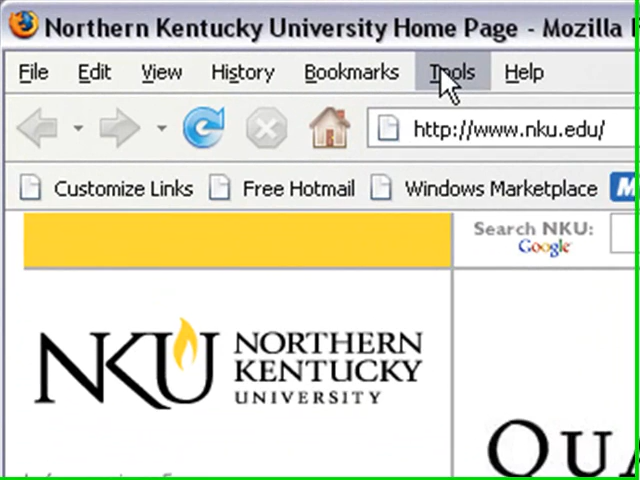 Northern Kentucky University Home Page - Mozilla
File Edit View History Bookmarks Tools Help
http://www.nku.edu/
Customize Links Free Hotmail Windows Marketplace
Search NKU:
Google
NKU NORTHERN
KENTUCKY
UNIVERSITY
QUA